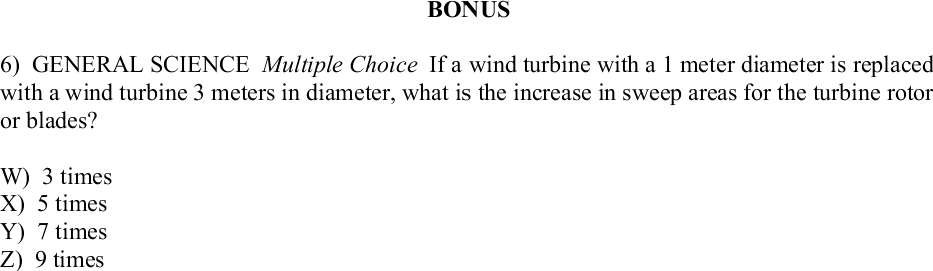 BONUS
6) GENERAL SCIENCE Multiple Choice If a wind turbine with a 1 meter diameter is replaced
with a wind turbine 3 meters in diameter, what is the increase in sweep areas for the turbine rotor
or blades?
W) 3 times
X) 5 times
Y) 7 times
Z) 9 times